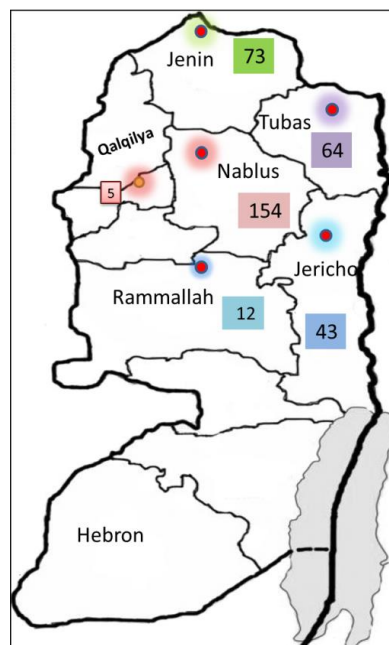 Jenin
73
Tubas
64
Qalqilya
5
Nablus
154
Jericho
43
Rammallah
12
Hebron